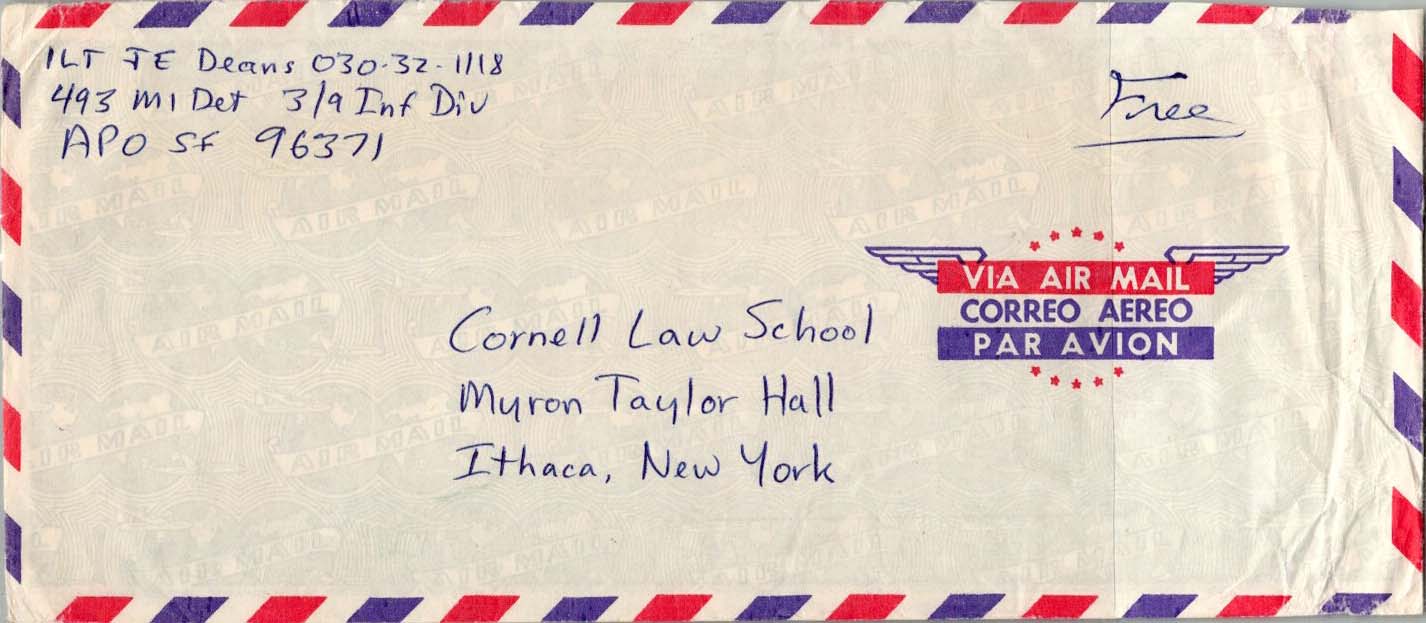 1LT JE Deans 030-32-1118
493 MI Det 3/9 Inf Div
APO SF 96371
Free
VIA AIR MAIL
CORREO AEREO
PAR AVION
Cornell Law School
Myron Taylor Hall
Ithaca, New York